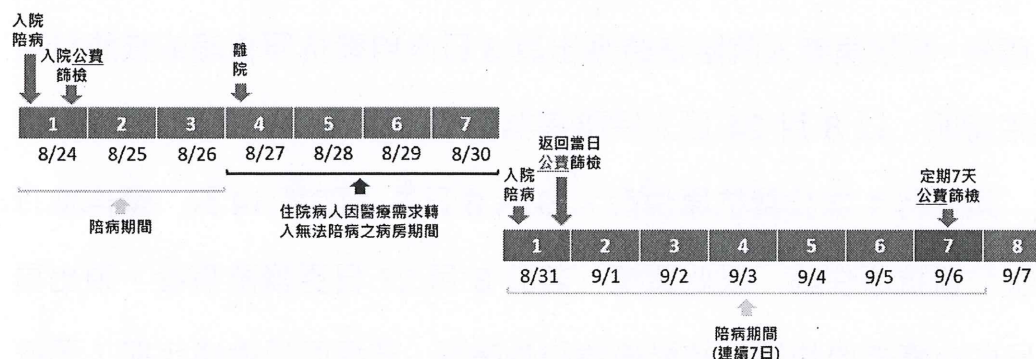 入院
陪病
入院公費
篩檢
離
院
1 2 3 4 5 6 7
8/24 8/25 8/26 8/27 8/28 8/29 8/30
陪病期間
住院病人因醫療需求轉
入無法陪病之病房期間
入院
陪病
返回當日
公費篩檢
定期7天
公費篩檢
1 2 3 4 5 6 7 8
8/31 9/1 9/2 9/3 9/4 9/5 9/6 9/7
陪病期間
(連續7日)